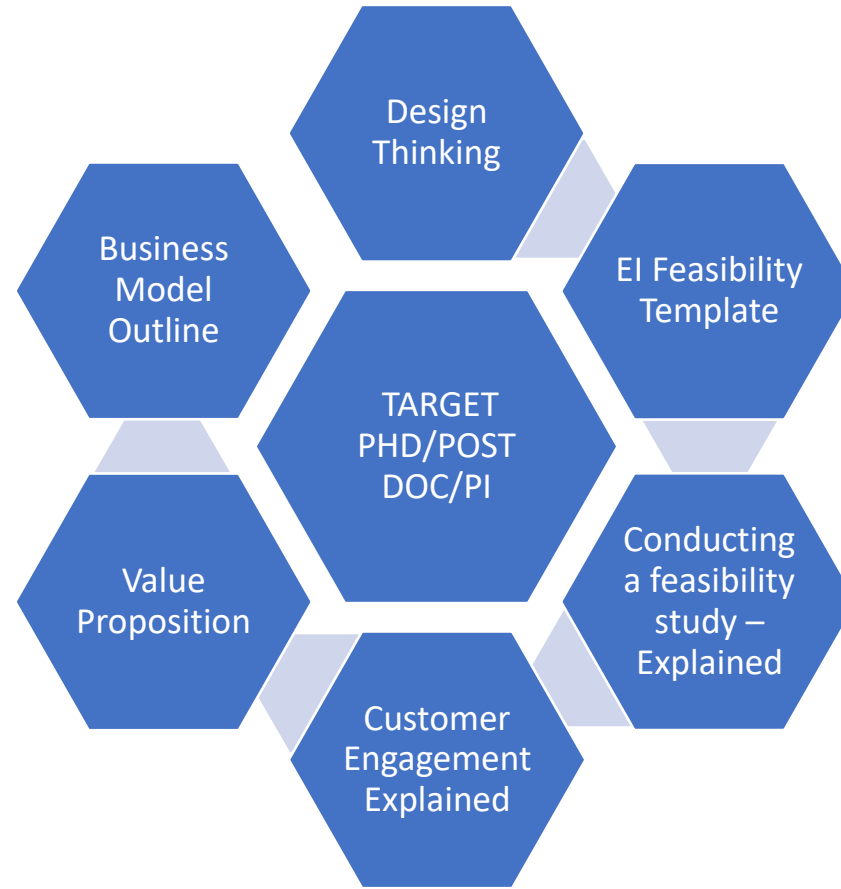 Design
Thinking
EI Feasibility
Template
Conducting
a feasibility
study –
Explained
Customer
Engagement
Explained
Value
Proposition
Business
Model
Outline
TARGET
PHD/POST
DOC/PI